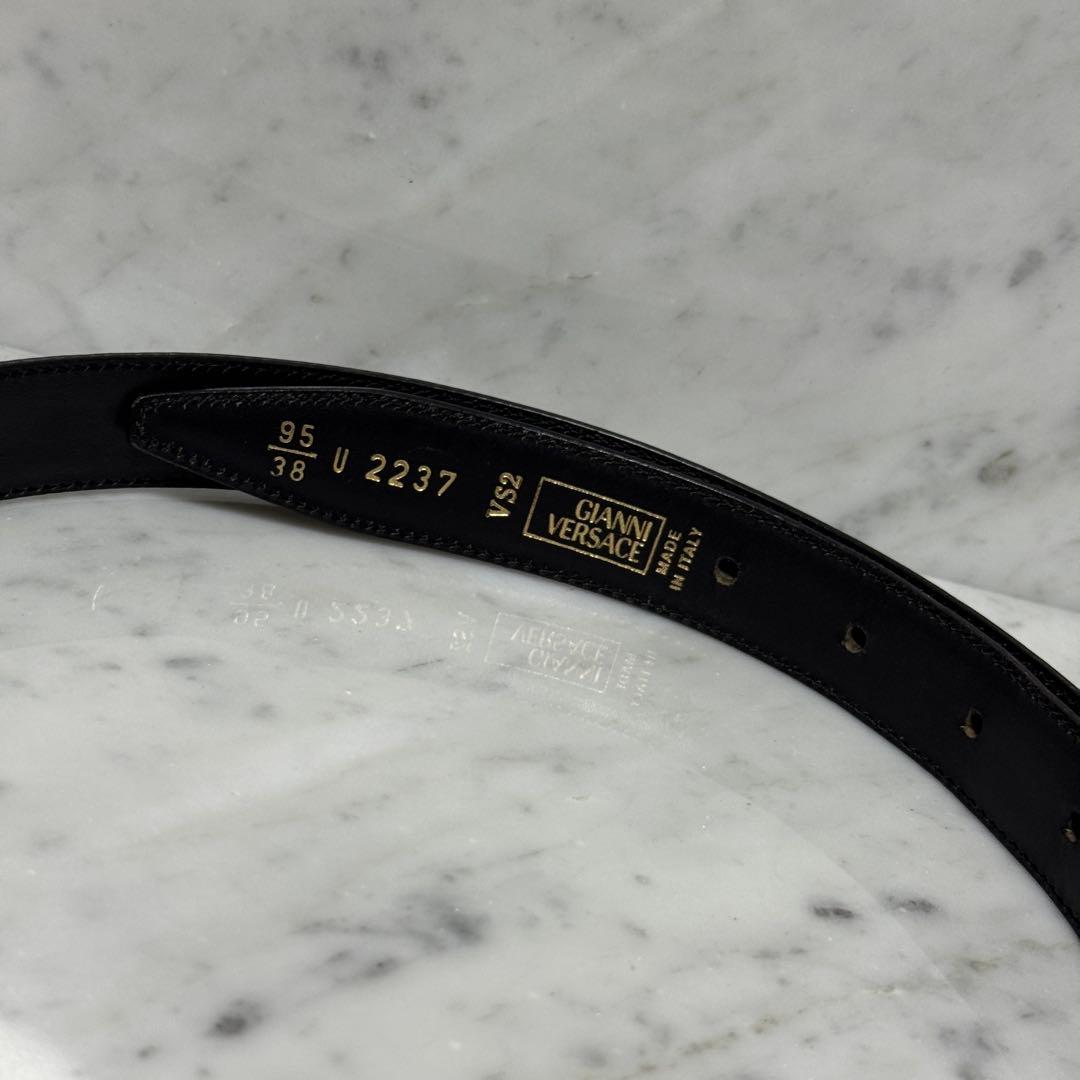 95
38
U 2237
VS2
GIANNI
VERSACE
MADE
IN ITALY